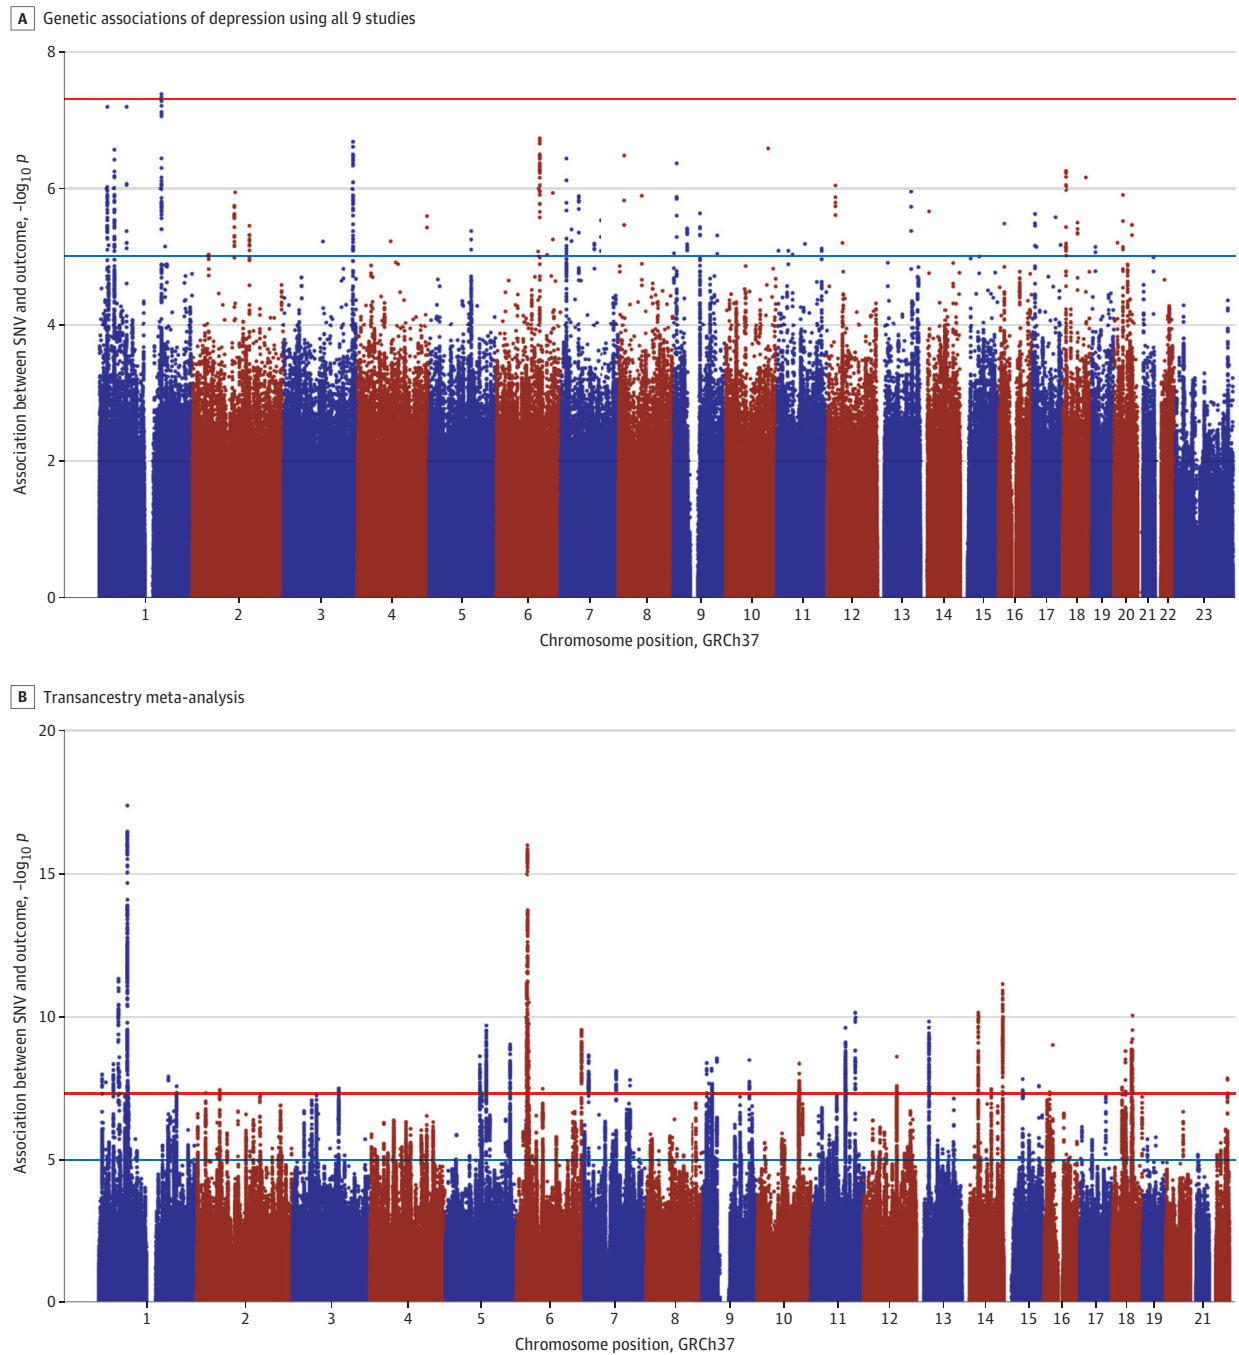 A Genetic associations of depression using all 9 studies
8
6
4
2
0
Association between SNV and outcome, -log10 p
1 2 3 4 5 6 7 8 9 10 11 12 13 14 15 16 17 18 19 20 21 22 23
Chromosome position, GRCh37
B Transancestry meta-analysis
20
15
10
5
0
Association between SNV and outcome, -log10 p
1 2 3 4 5 6 7 8 9 10 11 12 13 14 15 16 17 18 19 21
Chromosome position, GRCh37